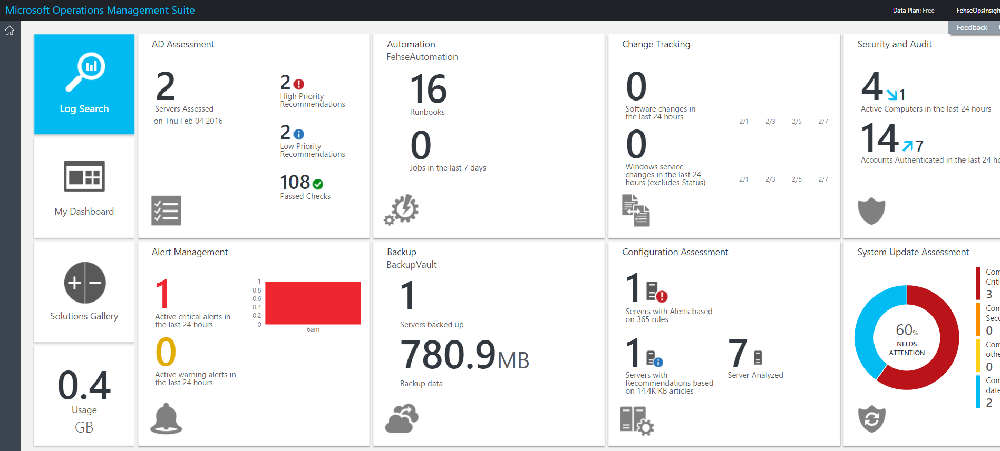 Microsoft Operations Management Suite
Data Plan: Free
FehseOpsInsigh
Feedback
Log Search
My Dashboard
Solutions Gallery
0.4
Usage
GB
AD Assessment
2
Servers Assessed
on Thu Feb 04 2016
2
High Priority
Recommendations
2
Low Priority
Recommendations
108
Passed Checks
Automation
FehseAutomation
16
Runbooks
0
Jobs in the last 7 days
Change Tracking
0
Software changes in
the last 24 hours
2/1 2/3 2/5 2/7
0
Windows service
changes in the last 24
hours (excludes Status)
2/1 2/3 2/5 2/7
Security and Audit
4 1
Active Computers in the last 24 hours
14 7
Accounts Authenticated in the last 24 ho
Alert Management
1
Active critical alerts in
the last 24 hours
1
0.8
0.6
0.4
0.2
0
6am
0
Active warning alerts in
the last 24 hours
Backup
BackupVault
1
Servers backed up
780.9MB
Backup data
Configuration Assessment
1
Servers with Alerts based
on 365 rules
1
Servers with
Recommendations based
on 14.4K KB articles
7
Server Analyzed
System Update Assessment
60%
NEEDS
ATTENTION
Com
Criti
3
Com
Secu
0
Com
othe
0
Com
date
2